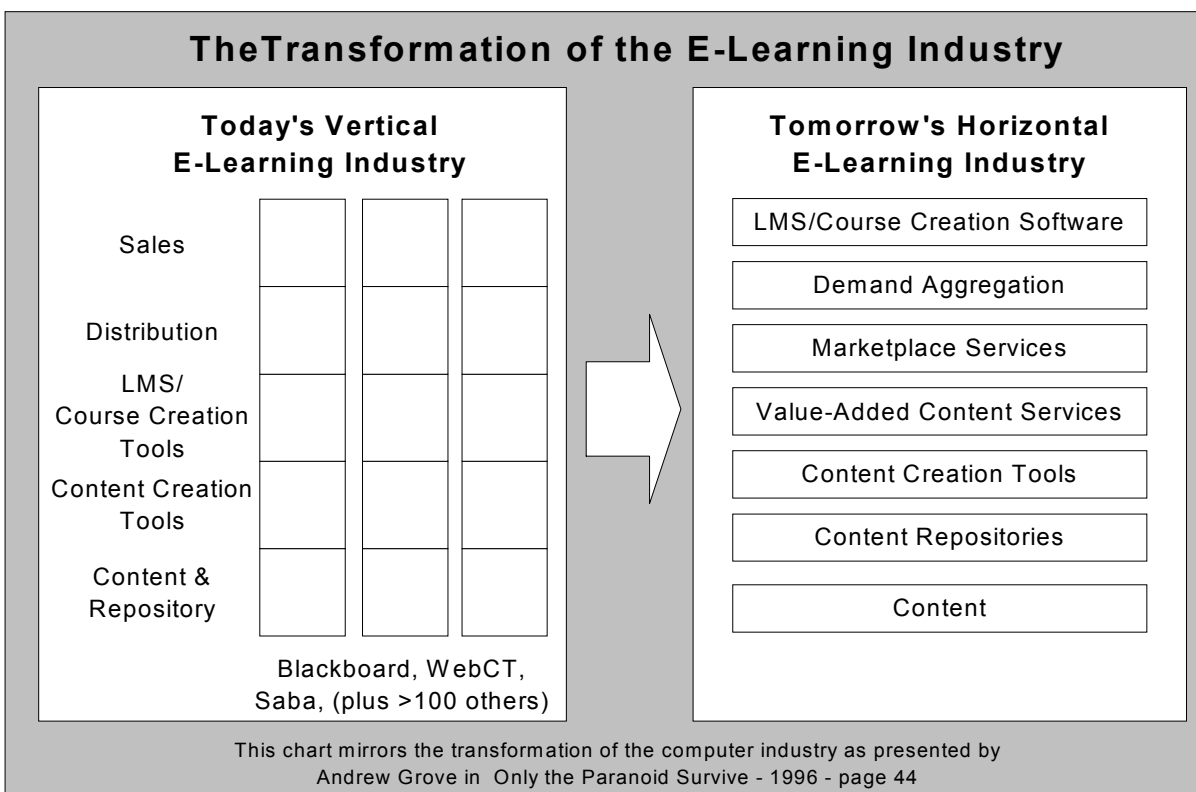 TheTransformation of the E-Learning Industry
Today's Vertical
E-Learning Industry
Sales
Distribution
LMS/
Course Creation
Tools
Content Creation
Tools
Content &
Repository
Blackboard, WebCT,
Saba, (plus >100 others)
Tomorrow's Horizontal
E-Learning Industry
LMS/Course Creation Software
Demand Aggregation
Marketplace Services
Value-Added Content Services
Content Creation Tools
Content Repositories
Content
This chart mirrors the transformation of the computer industry as presented by
Andrew Grove in Only the Paranoid Survive - 1996 - page 44